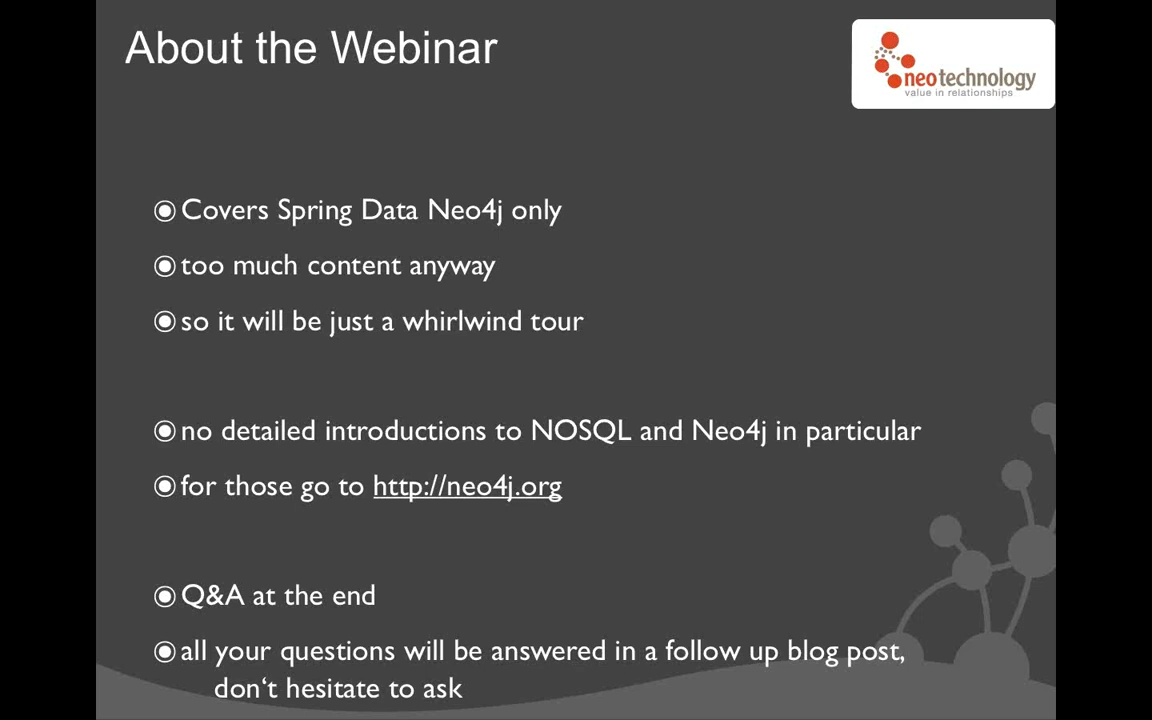 About the Webinar
neotechnology
value in relationships
◉ Covers Spring Data Neo4j only
◉ too much content anyway
◉ so it will be just a whirlwind tour
◉ no detailed introductions to NOSQL and Neo4j in particular
◉ for those go to http://neo4j.org
◉ Q&A at the end
◉ all your questions will be answered in a follow up blog post,
don‘t hesitate to ask